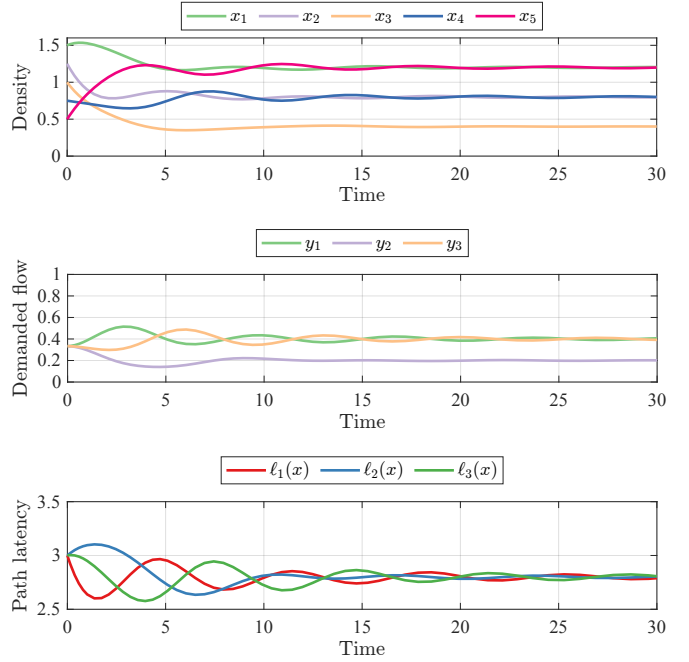 x₁ x₂ x₃ x₄ x₅
1.5
1
0.5
0
Density
0 5 10 15 20 25 30
Time
y₁ y₂ y₃
1
0.8
0.6
0.4
0.2
0
Demanded flow
0 5 10 15 20 25 30
Time
ℓ₁(x) ℓ₂(x) ℓ₃(x)
3.5
3
2.5
Path latency
0 5 10 15 20 25 30
Time